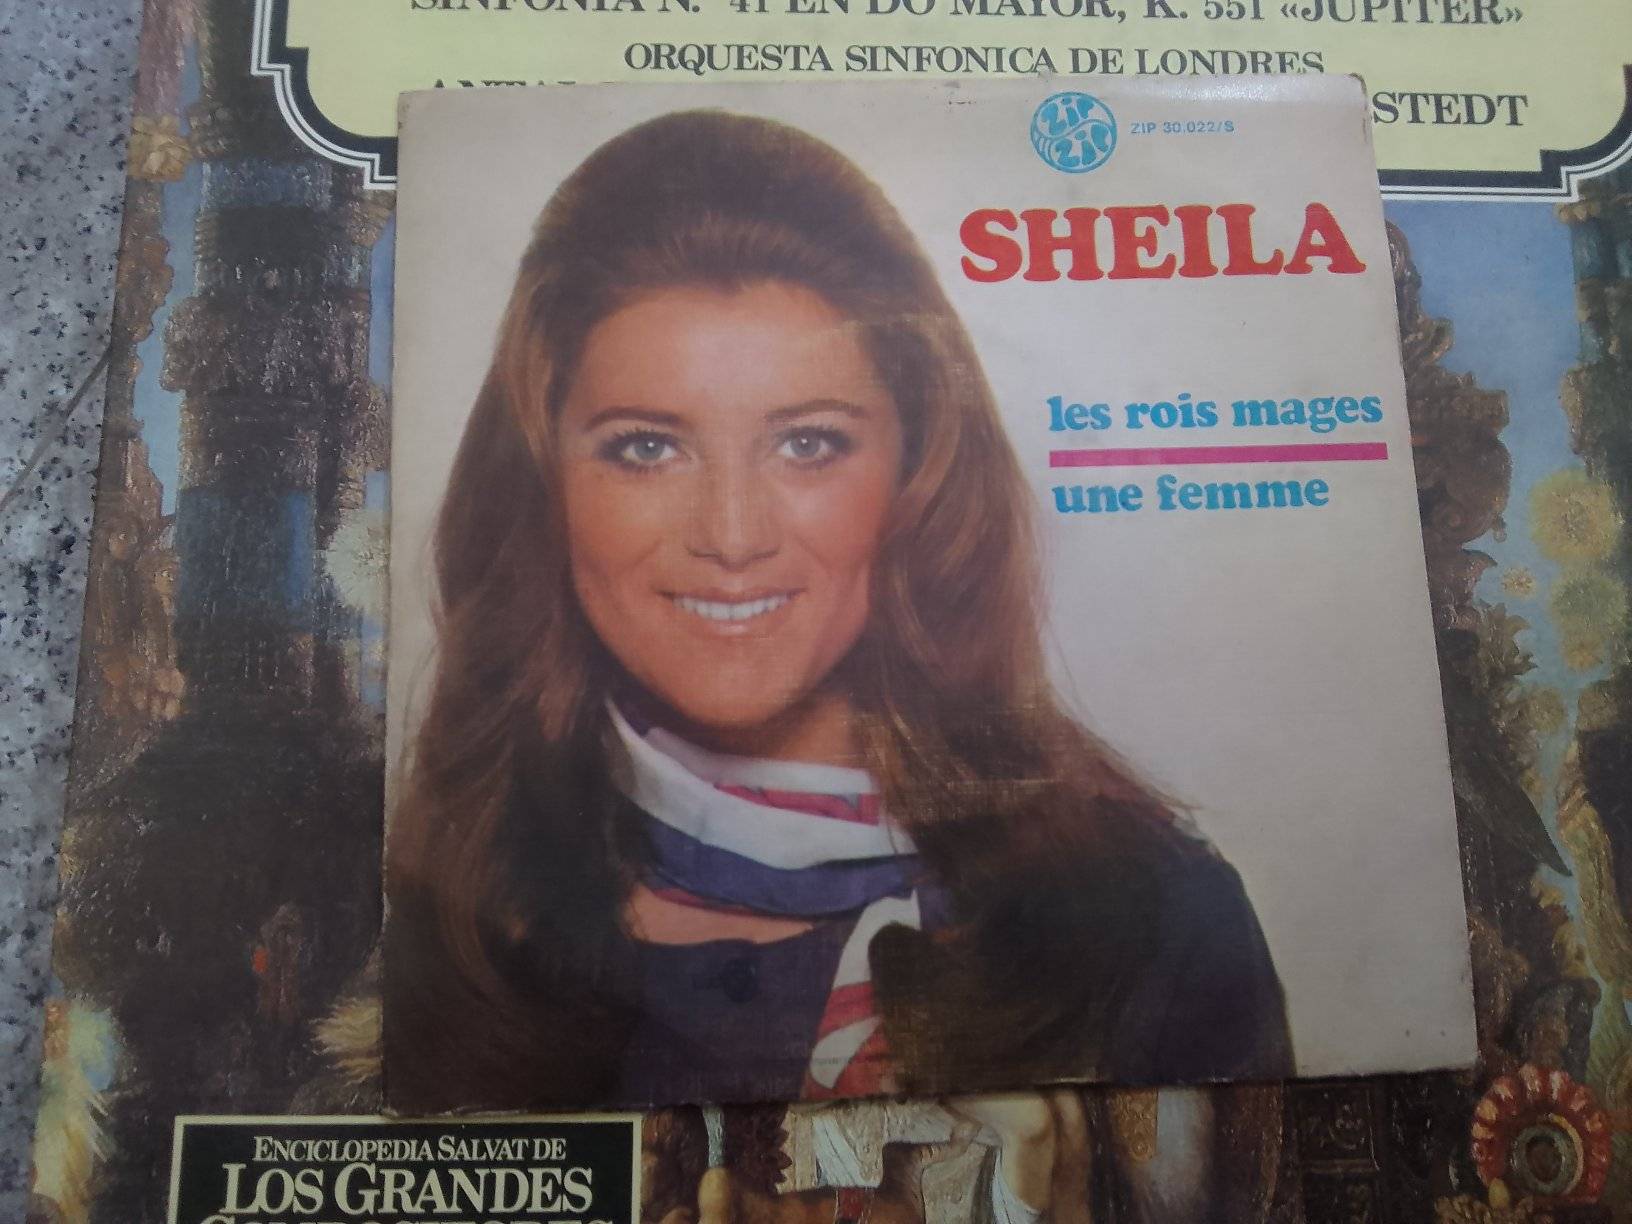 SINFONIA N.º 41 EN DO MAYOR, K. 551 «JUPITER»
ORQUESTA SINFONICA DE LONDRES
STEDT
ZIP ZIP
ZIP 30.022/S
SHEILA
les rois mages
une femme
ENCICLOPEDIA SALVAT DE
LOS GRANDES
COMPOSITORES